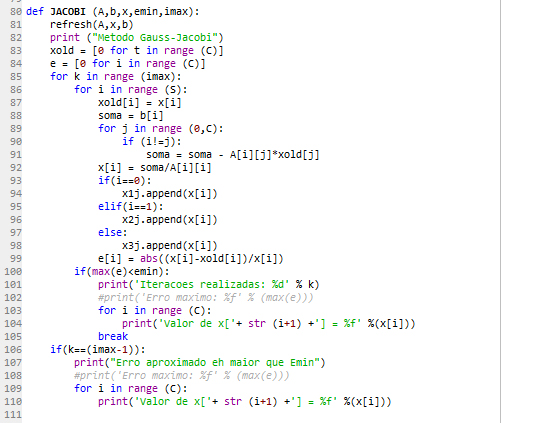 80 def JACOBI (A,b,x,emin,imax):
81     refresh(A,x,b)
82     print ("Metodo Gauss-Jacobi")
83     xold = [0 for t in range (C)]
84     e = [0 for i in range (C)]
85     for k in range (imax):
86         for i in range (S):
87             xold[i] = x[i]
88             soma = b[i]
89             for j in range (0,C):
90                 if (i!=j):
91                     soma = soma - A[i][j]*xold[j]
92             x[i] = soma/A[i][i]
93             if(i==0):
94                 x1j.append(x[i])
95             elif(i==1):
96                 x2j.append(x[i])
97             else:
98                 x3j.append(x[i])
99             e[i] = abs((x[i]-xold[i])/x[i])
100         if(max(e)<emin):
101             print('Iteracoes realizadas: %d' % k)
102             #print('Erro maximo: %f' % (max(e)))
103             for i in range (C):
104                 print('Valor de x['+ str (i+1) +'] = %f' %(x[i]))
105             break
106     if(k==(imax-1)):
107         print("Erro aproximado eh maior que Emin")
108         #print('Erro maximo: %f' % (max(e)))
109         for i in range (C):
110             print('Valor de x['+ str (i+1) +'] = %f' %(x[i]))
111